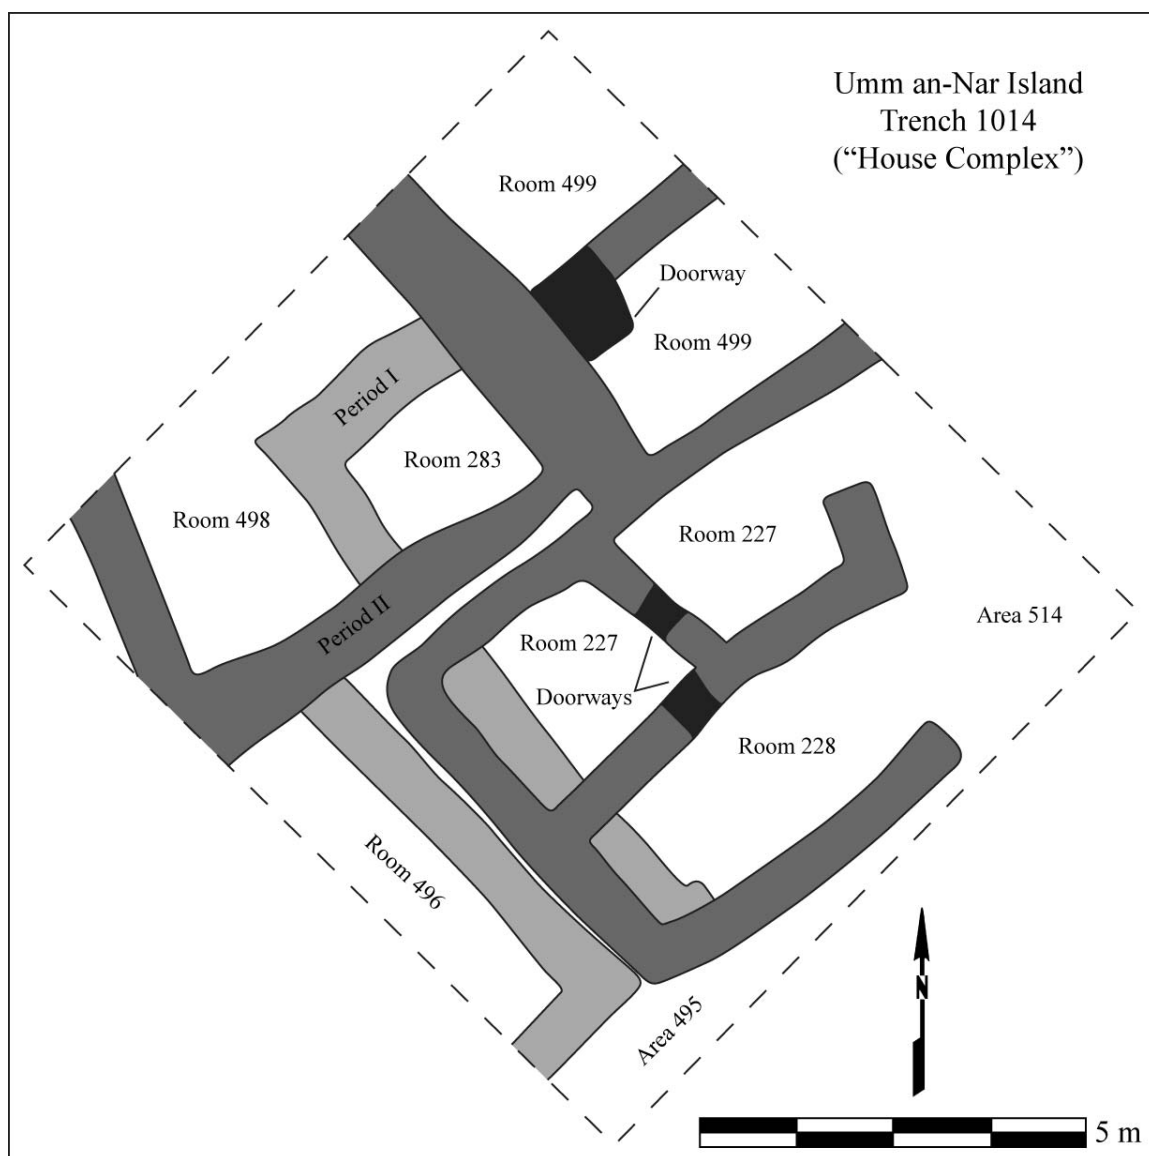 Umm an-Nar Island
Trench 1014
(“House Complex”)
Room 499
Doorway
Room 499
Period I
Room 283
Room 498
Room 227
Period II
Area 514
Room 227
Doorways
Room 228
Room 496
N
Area 495
5 m